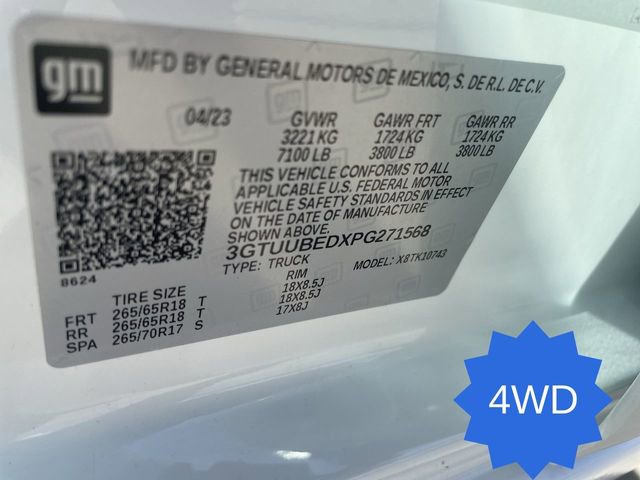 gm
MFD BY GENERAL MOTORS DE MEXICO, S. DE R.L. DE C.V.
04/23 GVWR GAWR FRT GAWR RR
3221 KG 1724 KG 1724 KG
7100 LB 3800 LB 3800 LB
THIS VEHICLE CONFORMS TO ALL
APPLICABLE U.S. FEDERAL MOTOR
VEHICLE SAFETY STANDARDS IN EFFECT
ON THE DATE OF MANUFACTURE
SHOWN ABOVE.
3GTUUBEDXPG271568
TYPE: TRUCK MODEL: X8TK10743
8624
TIRE SIZE RIM
FRT 265/65R18 T 18X8.5J
RR 265/65R18 T 18X8.5J
SPA 265/70R17 S 17X8J
4WD